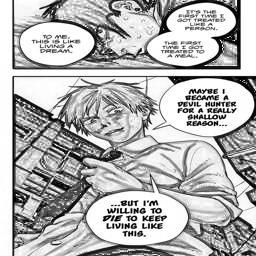 TO ME,
THIS IS LIKE
LIVING A
DREAM.
IT'S THE
FIRST TIME I
GOT TREATED
LIKE A
PERSON.
THE FIRST
TIME I GOT
TREATED TO
A MEAL.
MAYBE I
BECAME A
DEVIL HUNTER
FOR A REALLY
SHALLOW
REASON...
...BUT I'M
WILLING TO
DIE TO KEEP
LIVING LIKE
THIS.